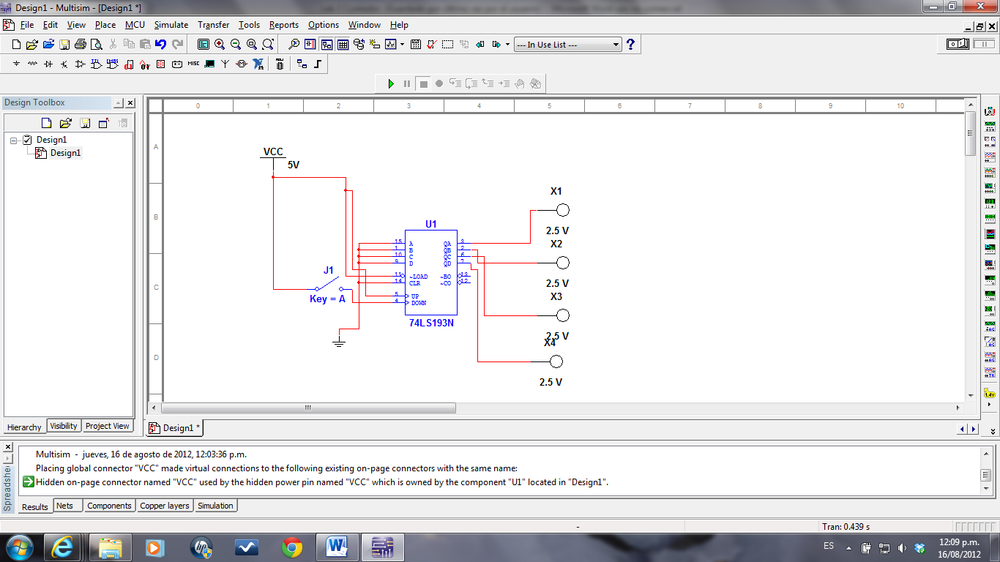 Design1 - Multisim - [Design1 *]
File Edit View Place MCU Simulate Transfer Tools Reports Options Window Help
--- In Use List ---
Design Toolbox
Design1
Design1
Hierarchy Visibility Project View
0 1 2 3 4 5 6 7 8 9 10
A
B
C
D
VCC
5V
J1
Key = A
U1
15 A
1 B
10 C
9 D
11 ~LOAD
14 CLR
5 UP
4 DOWN
QA 3
QB 2
QC 6
QD 7
~BO 13
~CO 12
74LS193N
X1
2.5 V
X2
2.5 V
X3
2.5 V
X4
2.5 V
Design1 *
Spreadshee
Multisim - jueves, 16 de agosto de 2012, 12:03:36 p.m.
Placing global connector "VCC" made virtual connections to the following existing on-page connectors with the same name:
Hidden on-page connector named "VCC" used by the hidden power pin named "VCC" which is owned by the component "U1" located in "Design1".
Results Nets Components Copper layers Simulation
- Tran: 0.439 s
ES 12:09 p.m.
16/08/2012